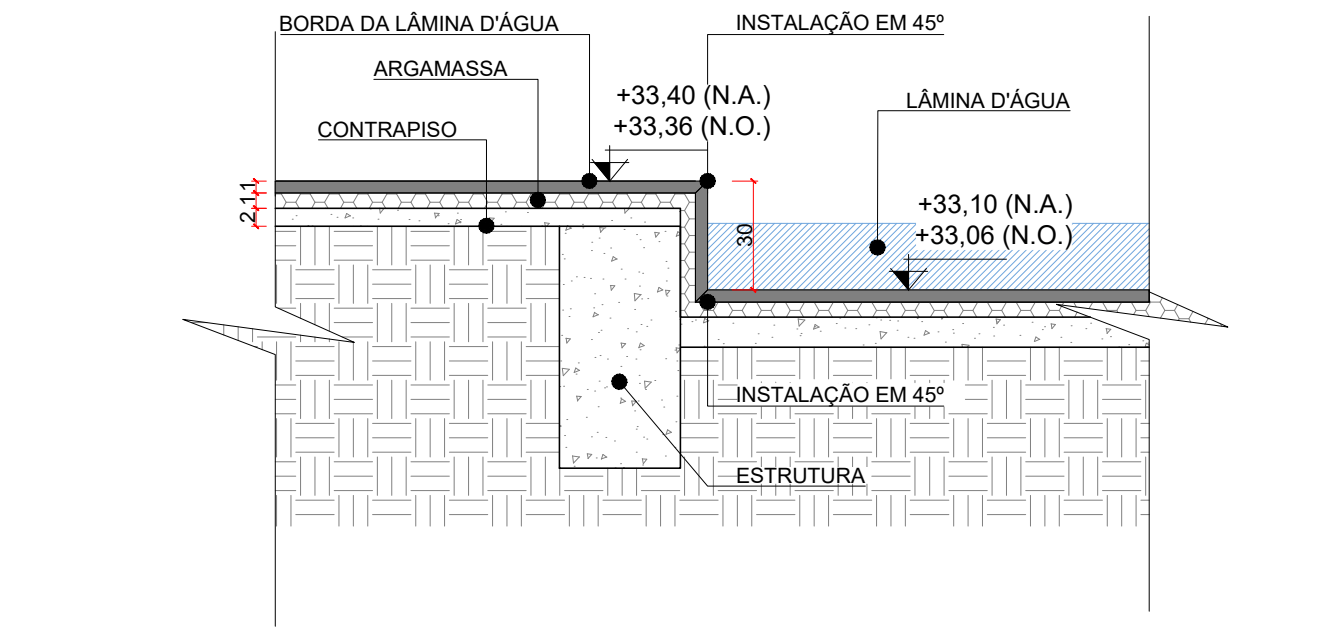 BORDA DA LÂMINA D'ÁGUA
INSTALAÇÃO EM 45º
ARGAMASSA
+33,40 (N.A.)
+33,36 (N.O.)
LÂMINA D'ÁGUA
CONTRAPISO
1
1
2
30
+33,10 (N.A.)
+33,06 (N.O.)
INSTALAÇÃO EM 45º
ESTRUTURA